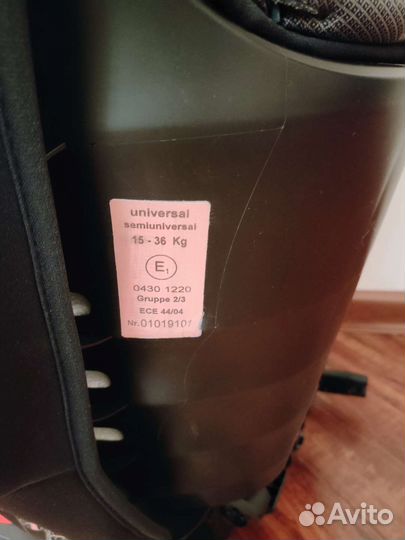 universal
semiuniversal
15 - 36 Kg
E1
0430 1220
Gruppe 2/3
ECE 44/04
Nr.01019101
Avito